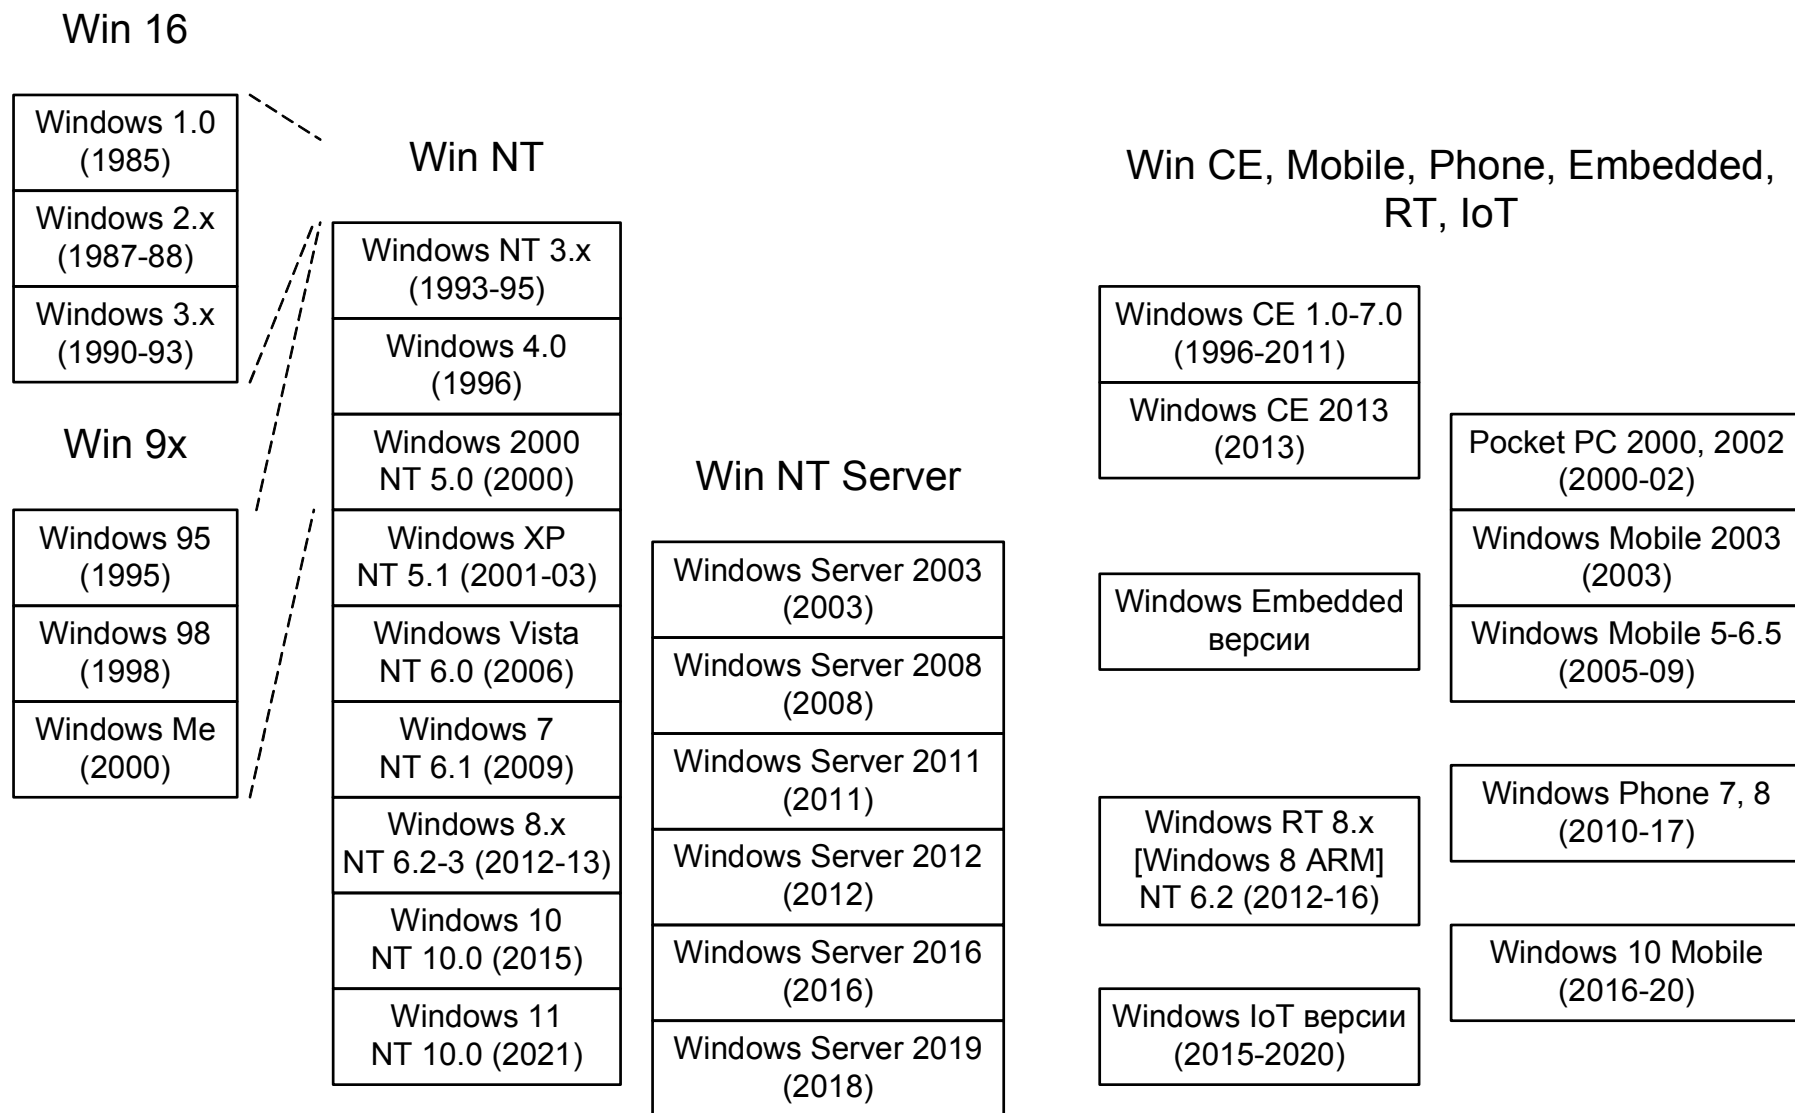 Win 16
Windows 1.0
(1985)
Windows 2.x
(1987-88)
Windows 3.x
(1990-93)
Win 9x
Windows 95
(1995)
Windows 98
(1998)
Windows Me
(2000)
Win NT
Windows NT 3.x
(1993-95)
Windows 4.0
(1996)
Windows 2000
NT 5.0 (2000)
Windows XP
NT 5.1 (2001-03)
Windows Vista
NT 6.0 (2006)
Windows 7
NT 6.1 (2009)
Windows 8.x
NT 6.2-3 (2012-13)
Windows 10
NT 10.0 (2015)
Windows 11
NT 10.0 (2021)
Win NT Server
Windows Server 2003
(2003)
Windows Server 2008
(2008)
Windows Server 2011
(2011)
Windows Server 2012
(2012)
Windows Server 2016
(2016)
Windows Server 2019
(2018)
Win CE, Mobile, Phone, Embedded,
RT, IoT
Windows CE 1.0-7.0
(1996-2011)
Windows CE 2013
(2013)
Windows Embedded
версии
Windows RT 8.x
[Windows 8 ARM]
NT 6.2 (2012-16)
Windows IoT версии
(2015-2020)
Pocket PC 2000, 2002
(2000-02)
Windows Mobile 2003
(2003)
Windows Mobile 5-6.5
(2005-09)
Windows Phone 7, 8
(2010-17)
Windows 10 Mobile
(2016-20)